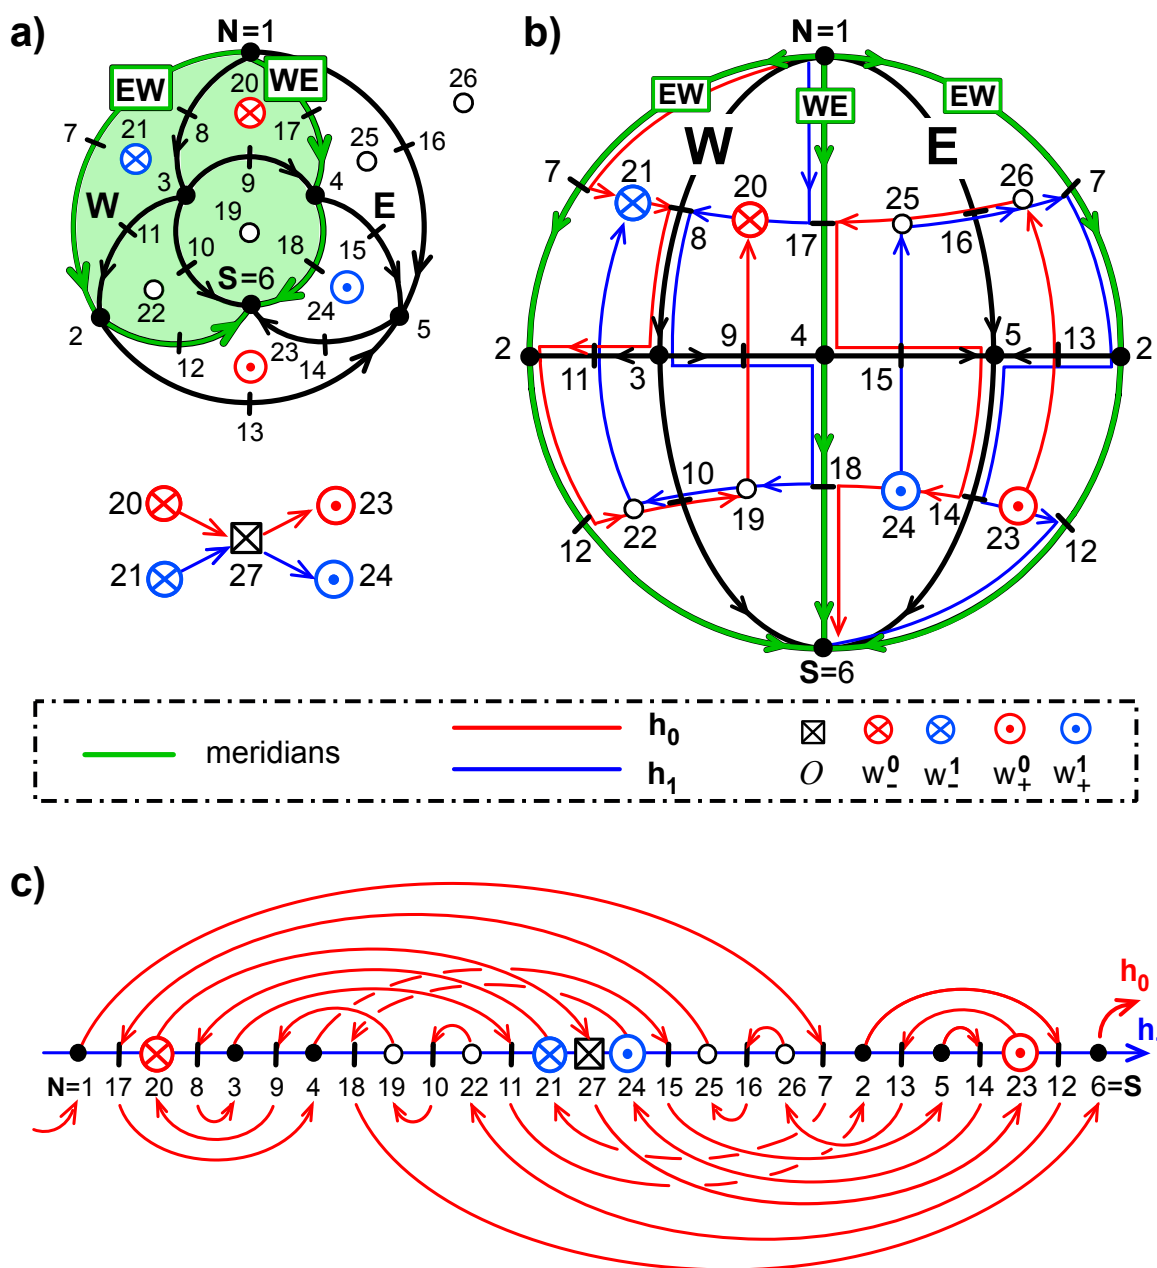 a)
N=1
EW
WE
20
26
7
21
8
17
25
16
3
9
4
W
19
E
11
10
18
15
S=6
22
24
2
5
12
23
14
13
20
23
27
21
24
b)
N=1
EW
WE
EW
W
E
7
21
20
25
26
7
8
17
16
2
11
3
9
4
15
5
13
2
10
18
12
22
19
24
14
23
12
S=6
meridians
h0
h1
O
w0-
w1-
w0+
w1+
c)
h0
N=1 17 20 8 3 9 4 18 19 10 22 11 21 27 24 15 25 16 26 7 2 13 5 14 23 12 6=S